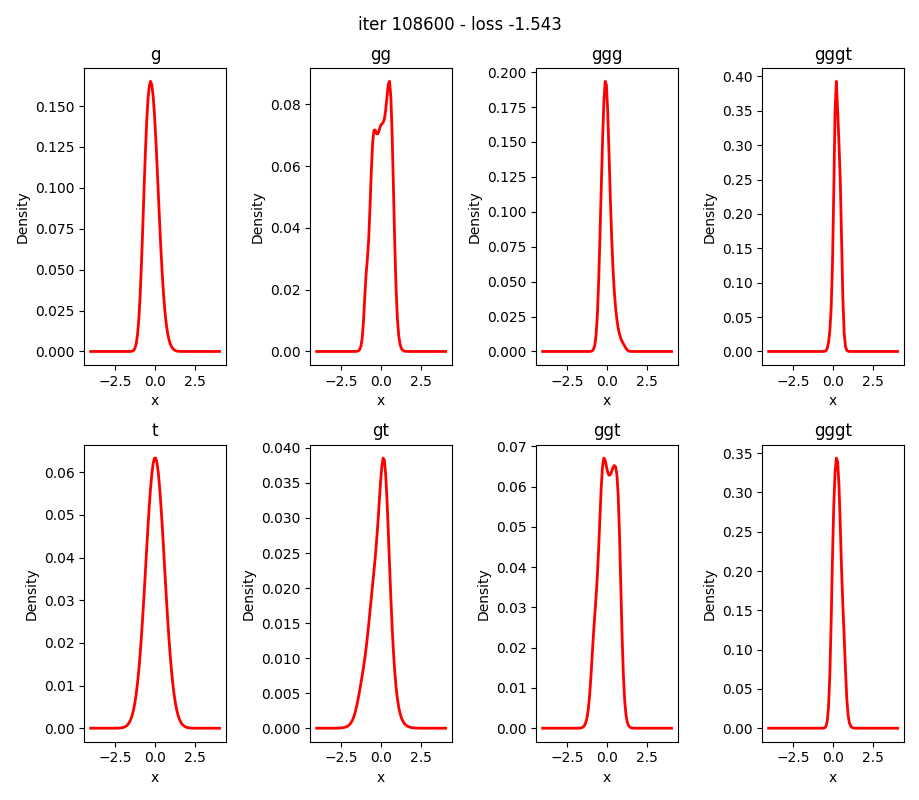 iter 108600 - loss -1.543
g
gg
ggg
gggt
0.150
0.125
0.100
0.075
0.050
0.025
0.000
Density
−2.5 0.0 2.5
x
0.08
0.06
0.04
0.02
0.00
Density
−2.5 0.0 2.5
x
0.200
0.175
0.150
0.125
0.100
0.075
0.050
0.025
0.000
Density
−2.5 0.0 2.5
x
0.40
0.35
0.30
0.25
0.20
0.15
0.10
0.05
0.00
Density
−2.5 0.0 2.5
x
t
gt
ggt
gggt
0.06
0.05
0.04
0.03
0.02
0.01
0.00
Density
−2.5 0.0 2.5
x
0.040
0.035
0.030
0.025
0.020
0.015
0.010
0.005
0.000
Density
−2.5 0.0 2.5
x
0.07
0.06
0.05
0.04
0.03
0.02
0.01
0.00
Density
−2.5 0.0 2.5
x
0.35
0.30
0.25
0.20
0.15
0.10
0.05
0.00
Density
−2.5 0.0 2.5
x